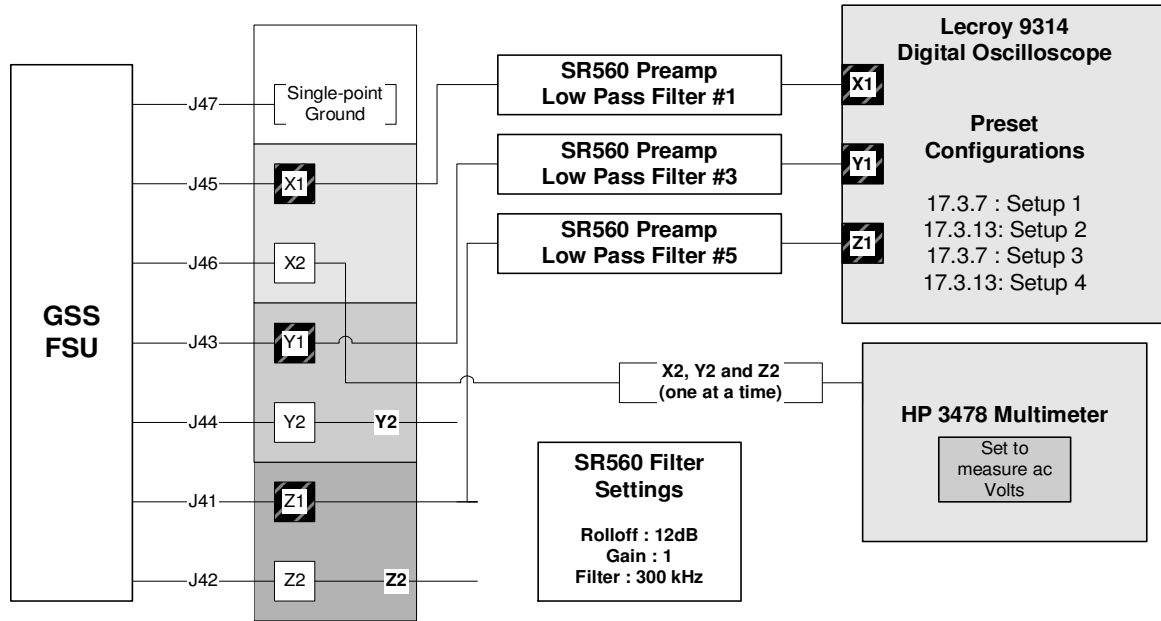 GSS
FSU
J47
J45
J46
J43
J44
J41
J42
Single-point
Ground
X1
X2
Y1
Y2
Y2
Z1
Z2
Z2
SR560 Preamp
Low Pass Filter #1
SR560 Preamp
Low Pass Filter #3
SR560 Preamp
Low Pass Filter #5
Lecroy 9314
Digital Oscilloscope
X1
Y1
Z1
Preset
Configurations
17.3.7 : Setup 1
17.3.13: Setup 2
17.3.7 : Setup 3
17.3.13: Setup 4
X2, Y2 and Z2
(one at a time)
HP 3478 Multimeter
Set to
measure ac
Volts
SR560 Filter
Settings
Rolloff : 12dB
Gain : 1
Filter : 300 kHz